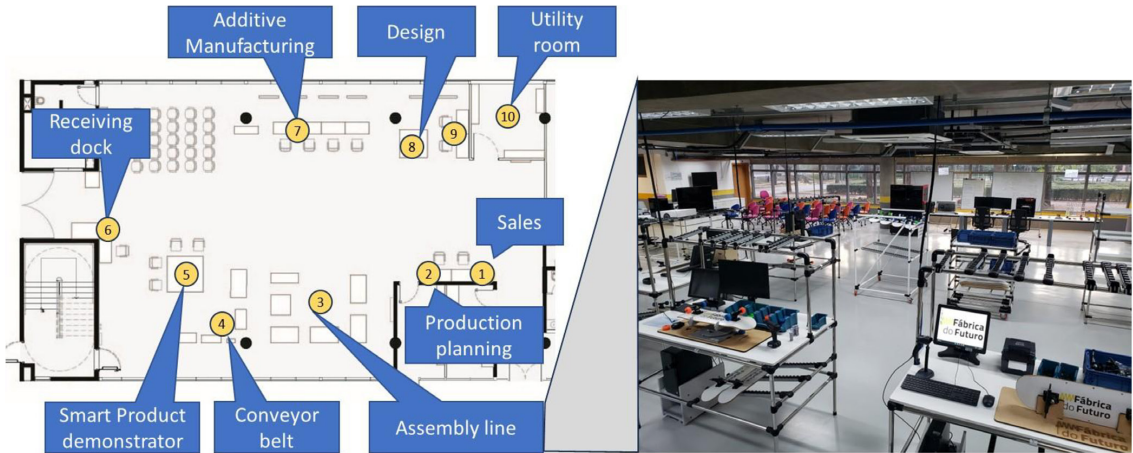 Additive
Manufacturing
Design
Utility
room
Receiving
dock
7
8
9
10
6
Sales
5
4
3
2
1
Production
planning
Smart Product
demonstrator
Conveyor
belt
Assembly line
Fábrica
do Futuro
Fábrica
do Futuro